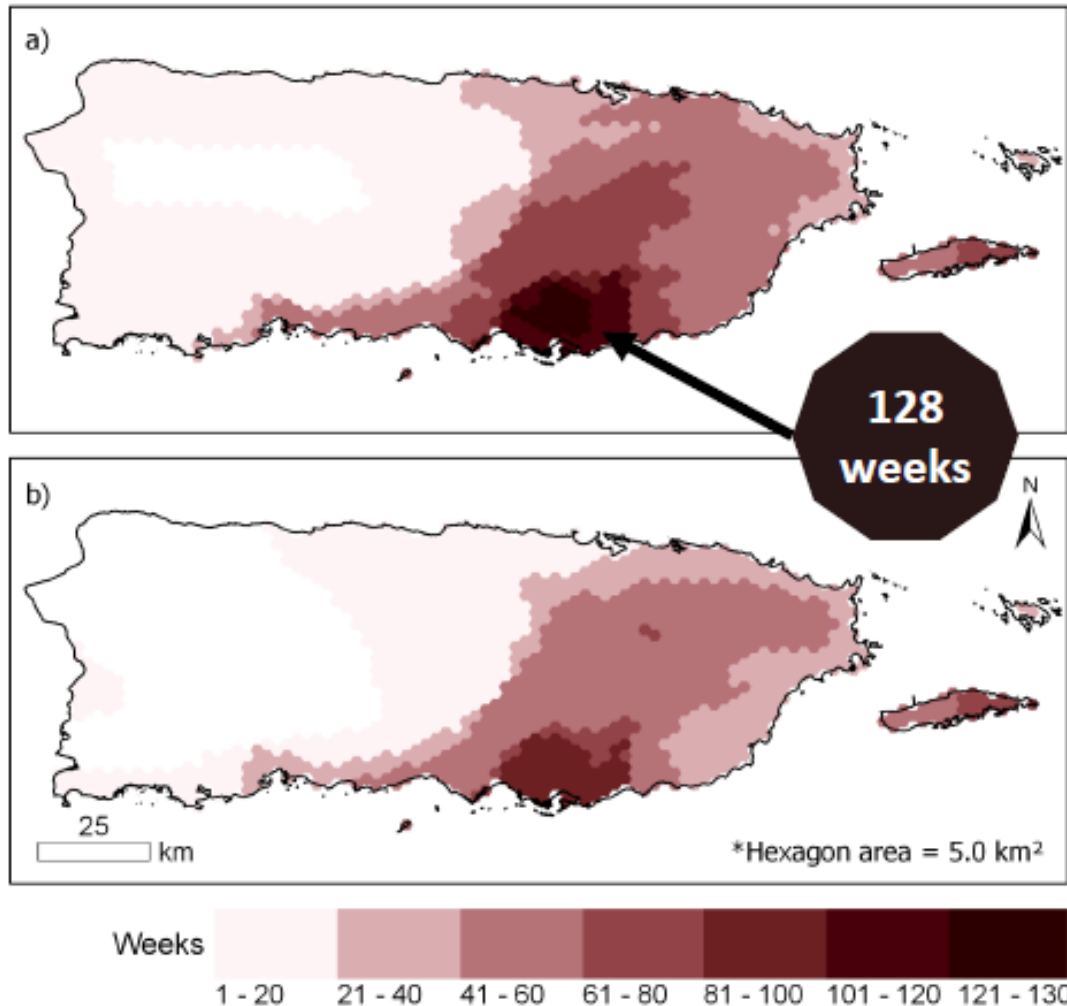 a)
128
weeks
b)
N
25
km
*Hexagon area = 5.0 km²
Weeks
1 - 20 21 - 40 41 - 60 61 - 80 81 - 100 101 - 120 121 - 130